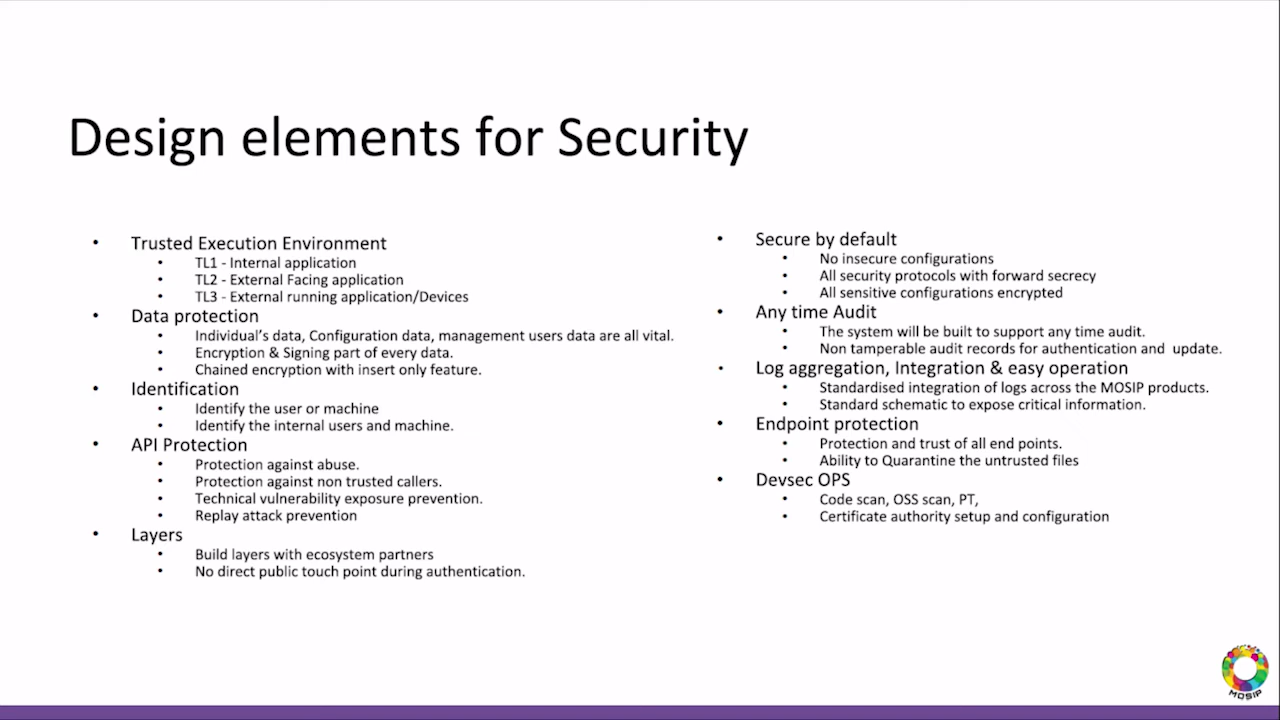 Design elements for Security
• Trusted Execution Environment
• TL1 - Internal application
• TL2 - External Facing application
• TL3 - External running application/Devices
• Data protection
• Individual's data, Configuration data, management users data are all vital.
• Encryption & Signing part of every data.
• Chained encryption with insert only feature.
• Identification
• Identify the user or machine
• Identify the internal users and machine.
• API Protection
• Protection against abuse.
• Protection against non trusted callers.
• Technical vulnerability exposure prevention.
• Replay attack prevention
• Layers
• Build layers with ecosystem partners
• No direct public touch point during authentication.
• Secure by default
• No insecure configurations
• All security protocols with forward secrecy
• All sensitive configurations encrypted
• Any time Audit
• The system will be built to support any time audit.
• Non tamperable audit records for authentication and  update.
• Log aggregation, Integration & easy operation
• Standardised integration of logs across the MOSIP products.
• Standard schematic to expose critical information.
• Endpoint protection
• Protection and trust of all end points.
• Ability to Quarantine the untrusted files
• Devsec OPS
• Code scan, OSS scan, PT,
• Certificate authority setup and configuration
MOSIP